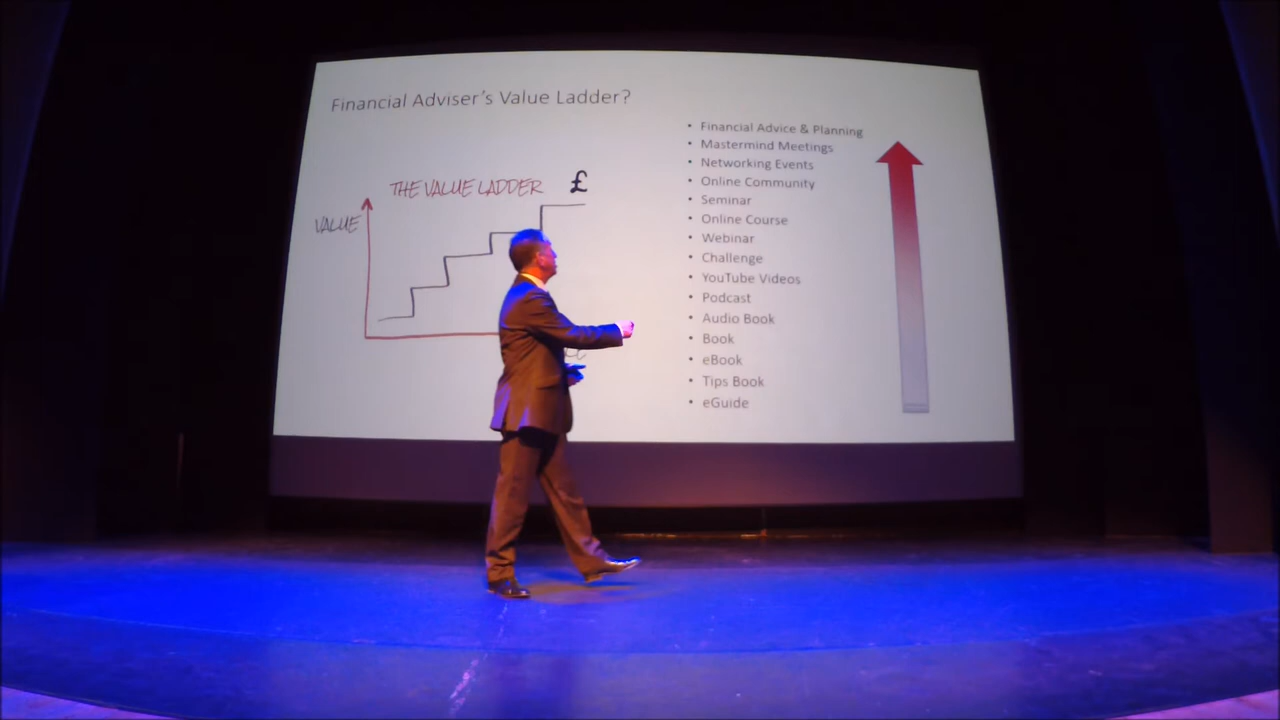 Financial Adviser's Value Ladder?
THE VALUE LADDER £
VALUE
• Financial Advice & Planning
• Mastermind Meetings
• Networking Events
• Online Community
• Seminar
• Online Course
• Webinar
• Challenge
• YouTube Videos
• Podcast
• Audio Book
• Book
• eBook
• Tips Book
• eGuide